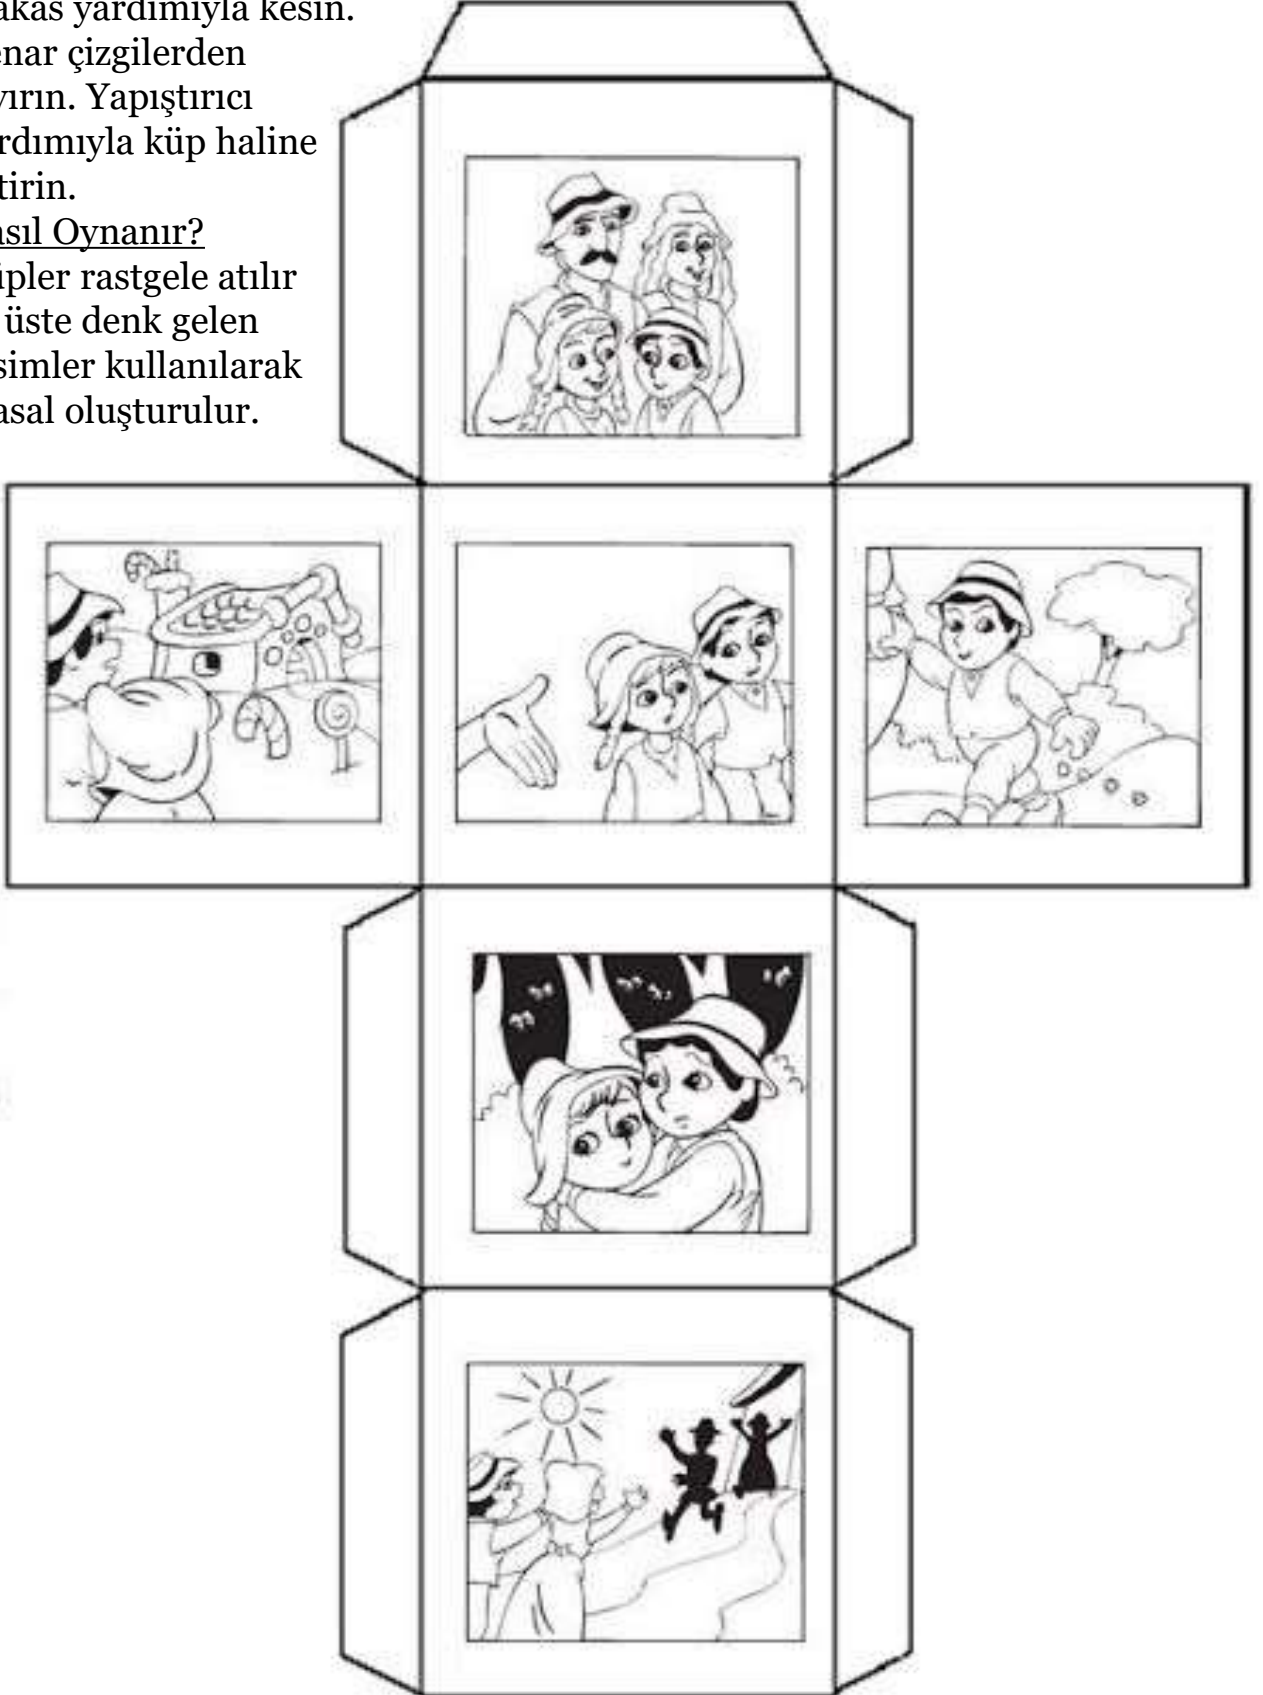 akas yardımıyla kesin.
enar çizgilerden
yırın. Yapıştırıcı
rdımıyla küp haline
tirin.
asıl Oynanır?
üpler rastgele atılır
üste denk gelen
simler kullanılarak
asal oluşturulur.